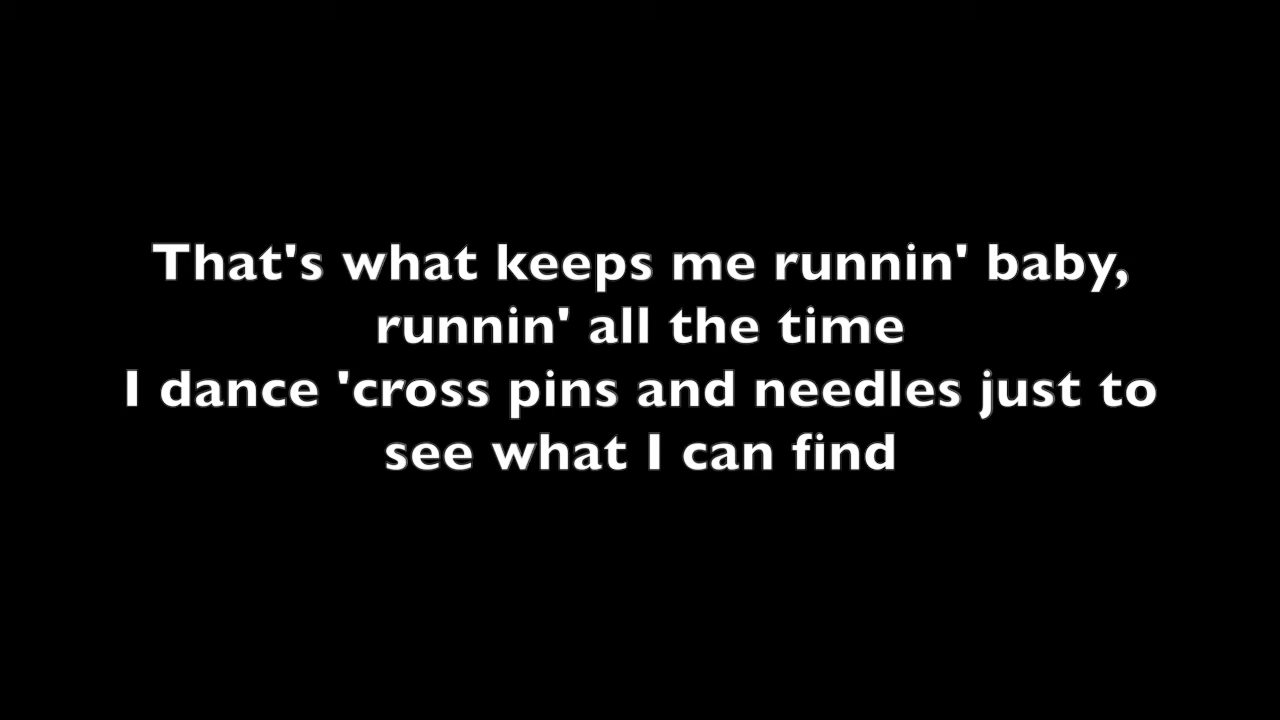 That's what keeps me runnin' baby,
runnin' all the time
I dance 'cross pins and needles just to
see what I can find